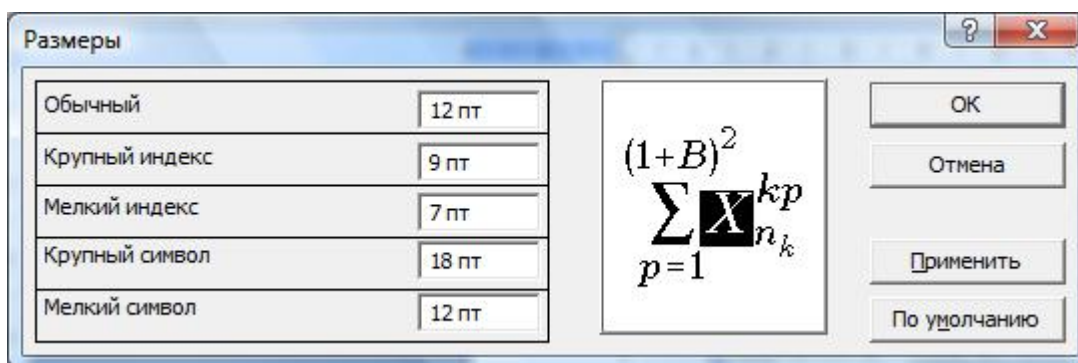 Размеры
Обычный 12 пт
Крупный индекс 9 пт
Мелкий индекс 7 пт
Крупный символ 18 пт
Мелкий символ 12 пт
(1+B)²
∑ X kp n k
p=1
OK
Отмена
Применить
По умолчанию